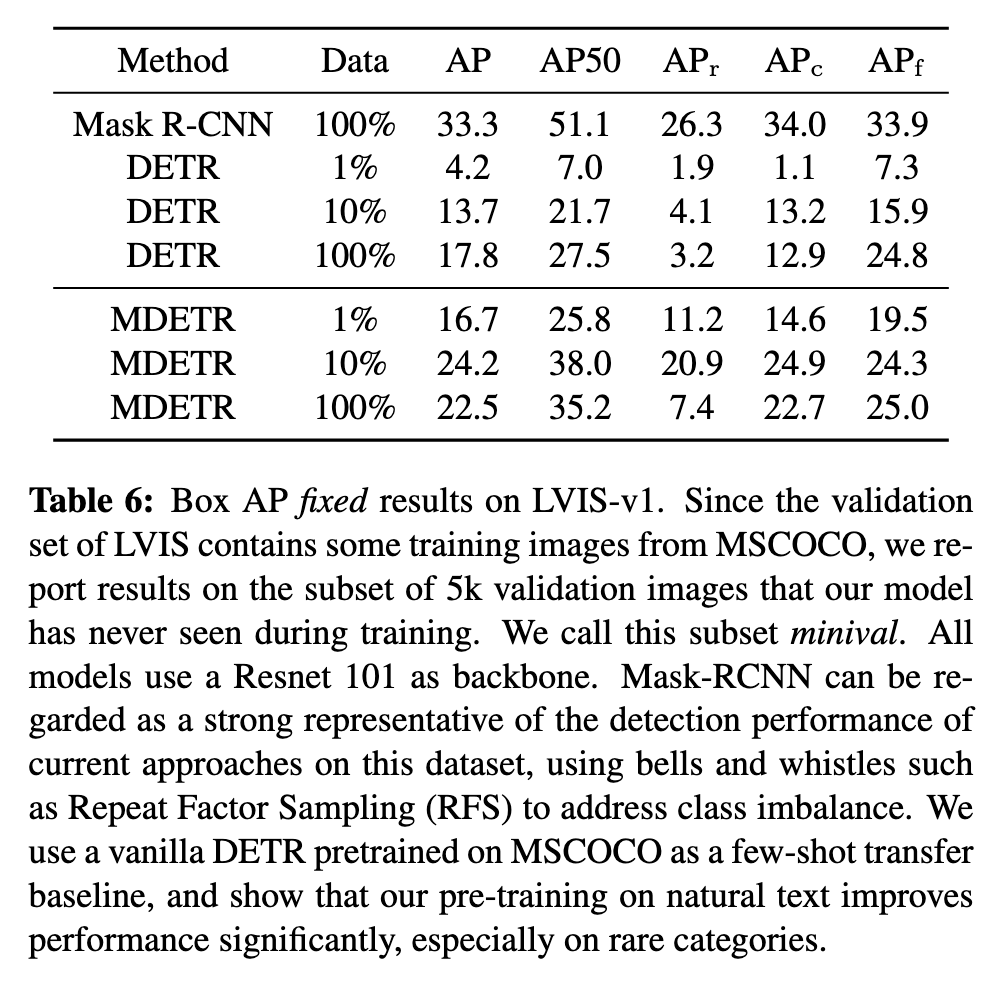 Method Data AP AP50 APr APc APf
Mask R-CNN 100% 33.3 51.1 26.3 34.0 33.9
DETR 1% 4.2 7.0 1.9 1.1 7.3
DETR 10% 13.7 21.7 4.1 13.2 15.9
DETR 100% 17.8 27.5 3.2 12.9 24.8
MDETR 1% 16.7 25.8 11.2 14.6 19.5
MDETR 10% 24.2 38.0 20.9 24.9 24.3
MDETR 100% 22.5 35.2 7.4 22.7 25.0
Table 6: Box AP fixed results on LVIS-v1. Since the validation
set of LVIS contains some training images from MSCOCO, we re-
port results on the subset of 5k validation images that our model
has never seen during training. We call this subset minival. All
models use a Resnet 101 as backbone. Mask-RCNN can be re-
garded as a strong representative of the detection performance of
current approaches on this dataset, using bells and whistles such
as Repeat Factor Sampling (RFS) to address class imbalance. We
use a vanilla DETR pretrained on MSCOCO as a few-shot transfer
baseline, and show that our pre-training on natural text improves
performance significantly, especially on rare categories.